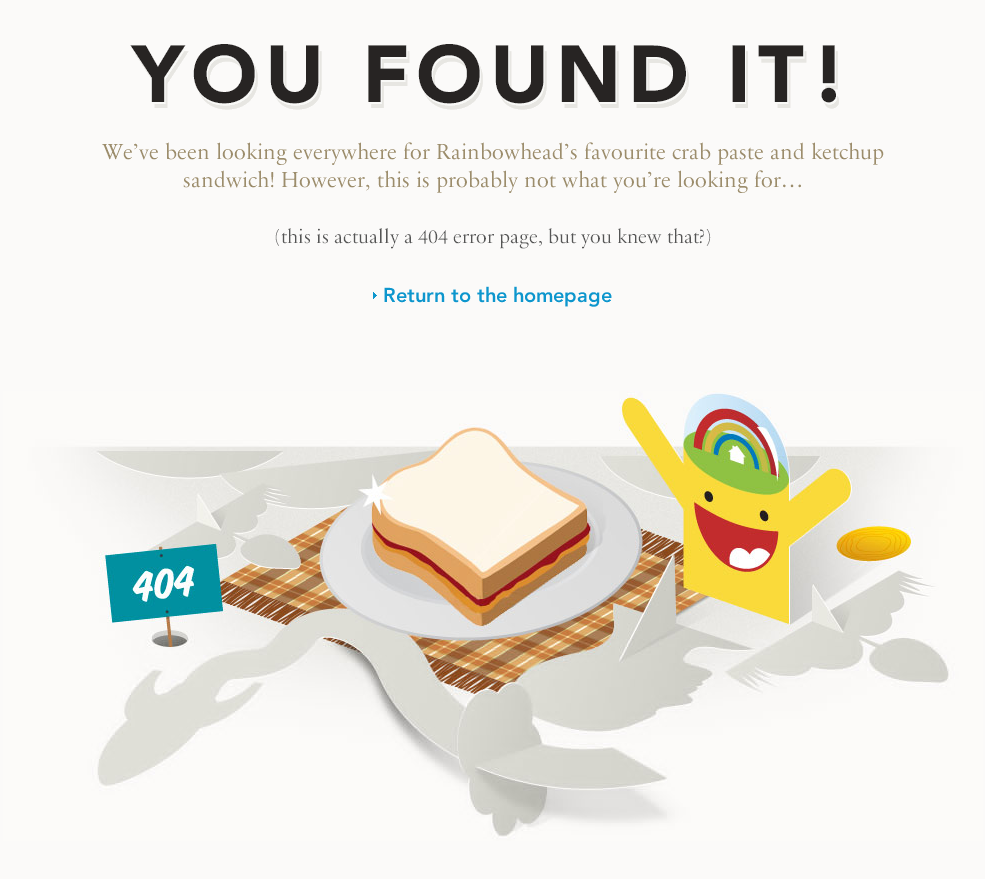 YOU FOUND IT!
We’ve been looking everywhere for Rainbowhead’s favourite crab paste and ketchup
sandwich! However, this is probably not what you’re looking for…
(this is actually a 404 error page, but you knew that?)
Return to the homepage
404